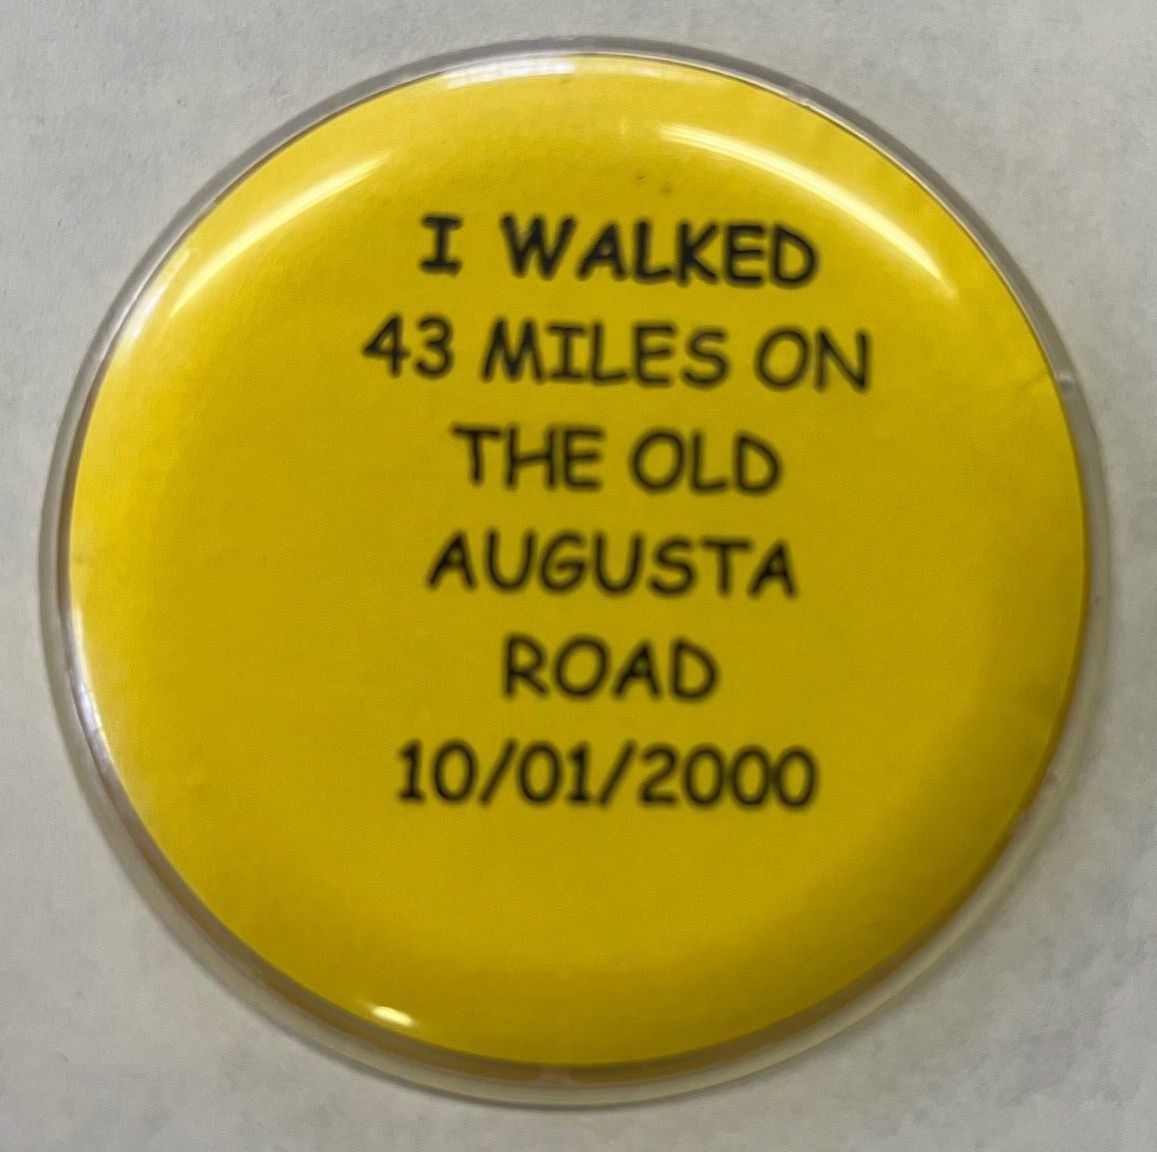 I WALKED
43 MILES ON
THE OLD
AUGUSTA
ROAD
10/01/2000